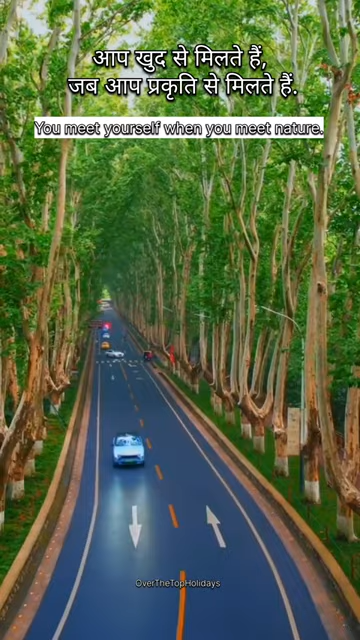 आप खुद से मिलते हैं,
जब आप प्रकृति से मिलते हैं.
You meet yourself when you meet nature.
OverTheTopHolidays